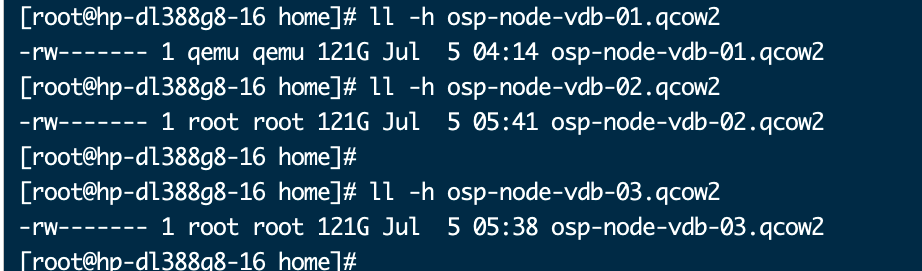 [root@hp-dl388g8-16 home]# ll -h osp-node-vdb-01.qcow2
-rw------- 1 qemu qemu 121G Jul  5 04:14 osp-node-vdb-01.qcow2
[root@hp-dl388g8-16 home]# ll -h osp-node-vdb-02.qcow2
-rw------- 1 root root 121G Jul  5 05:41 osp-node-vdb-02.qcow2
[root@hp-dl388g8-16 home]#
[root@hp-dl388g8-16 home]# ll -h osp-node-vdb-03.qcow2
-rw------- 1 root root 121G Jul  5 05:38 osp-node-vdb-03.qcow2
[root@hp-dl388g8-16 home]#